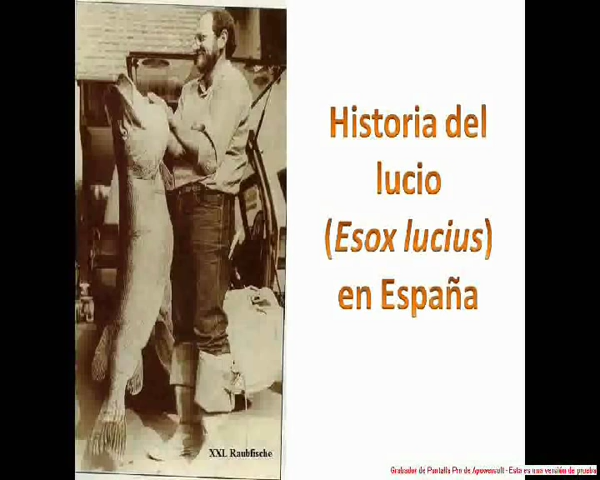 Historia del
lucio
(Esox lucius)
en España
XXL Raubfische
Grabador de Pantalla Pro de Apowersoft - Esta es una versión de prueba